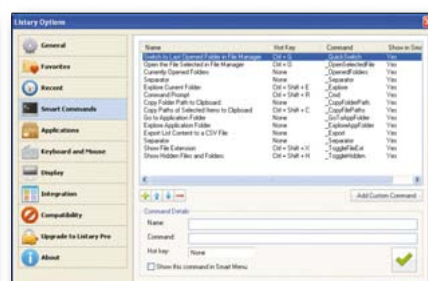 Listary Options
General
Favorites
Recent
Smart Commands
Applications
Keyboard and Mouse
Display
Integration
Compatibility
Upgrade to Listary Pro
About
Name Hot Key Command Show in Sma
Switch to Last Opened Folder in File Manager Ctrl + G _QuickSwitch Yes
Open the File Selected in File Manager Ctrl + O _OpenSelectedFile Yes
Currently Opened Folders None _OpenedFolders Yes
Separator None _Separator Yes
Explore Current Folder Ctrl + Shift + E _Explore Yes
Command Prompt Ctrl + Shift + R _Cmd Yes
Copy Folder Path to Clipboard None _CopyFolderPath Yes
Copy Paths of Selected Items to Clipboard Ctrl + Shift + C _CopyFilePaths Yes
Go to Application Folder None _GoToAppFolder Yes
Explore Application Folder None _ExploreAppFolder Yes
Export List Content to a CSV File None _Export Yes
Separator None _Separator Yes
Show File Extension Ctrl + Shift + X _ToggleFileExt Yes
Show Hidden Files and Folders Ctrl + Shift + H _ToggleHidden Yes
Add Custom Command
Command Details
Name:
Command:
Hot key: None
Show this command in Smart Menu